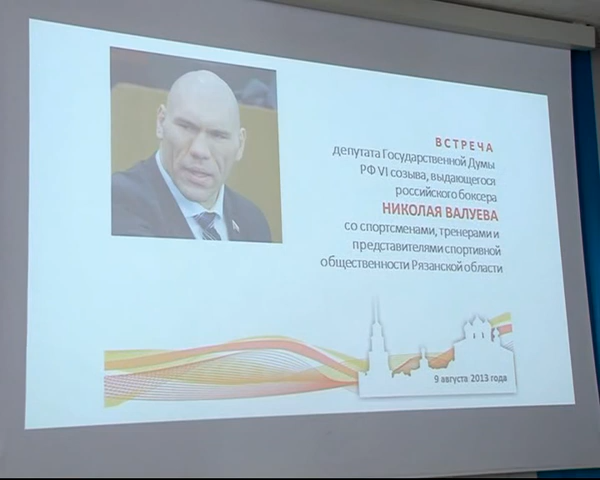 ВСТРЕЧА
депутата Государственной Думы
РФ VI созыва, выдающегося
российского боксера
НИКОЛАЯ ВАЛУЕВА
со спортсменами, тренерами и
представителями спортивной
общественности Рязанской области
9 августа 2013 года